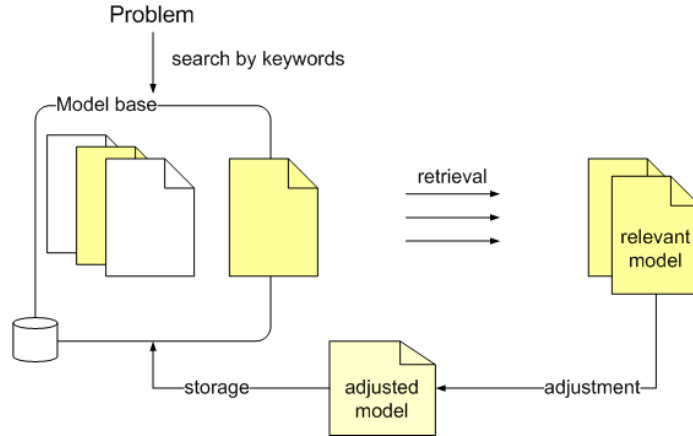 Problem
search by keywords
Model base
retrieval
relevant
model
storage
adjusted
model
adjustment